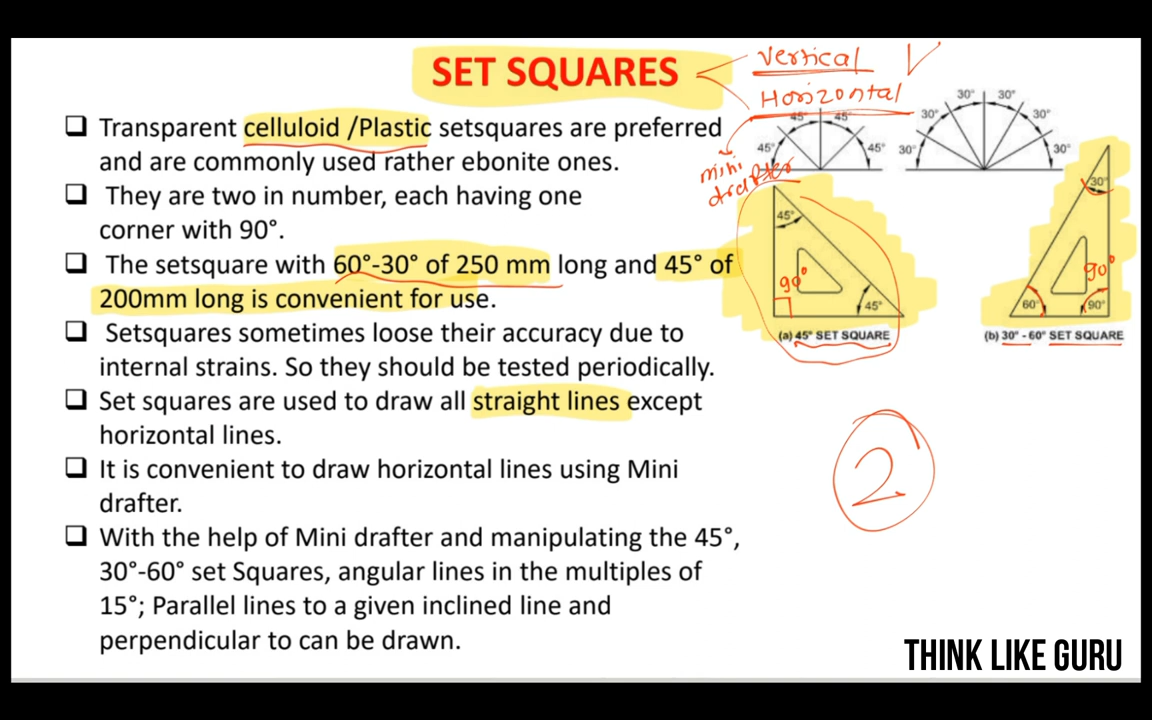 SET SQUARES
vertical
Horizontal
mini
drafter
❑ Transparent celluloid /Plastic setsquares are preferred
and are commonly used rather ebonite ones.
❑ They are two in number, each having one
corner with 90°.
❑ The setsquare with 60°-30° of 250 mm long and 45° of
200mm long is convenient for use.
❑ Setsquares sometimes loose their accuracy due to
internal strains. So they should be tested periodically.
❑ Set squares are used to draw all straight lines except
horizontal lines.
❑ It is convenient to draw horizontal lines using Mini
drafter.
❑ With the help of Mini drafter and manipulating the 45°,
30°-60° set Squares, angular lines in the multiples of
15°; Parallel lines to a given inclined line and
perpendicular to can be drawn.
45° 45°
45° 45°
30° 30°
30° 30°
30° 30°
45°
90°
45°
(a) 45° SET SQUARE
30°
90°
60° 90°
(b) 30° - 60° SET SQUARE
2
THINK LIKE GURU